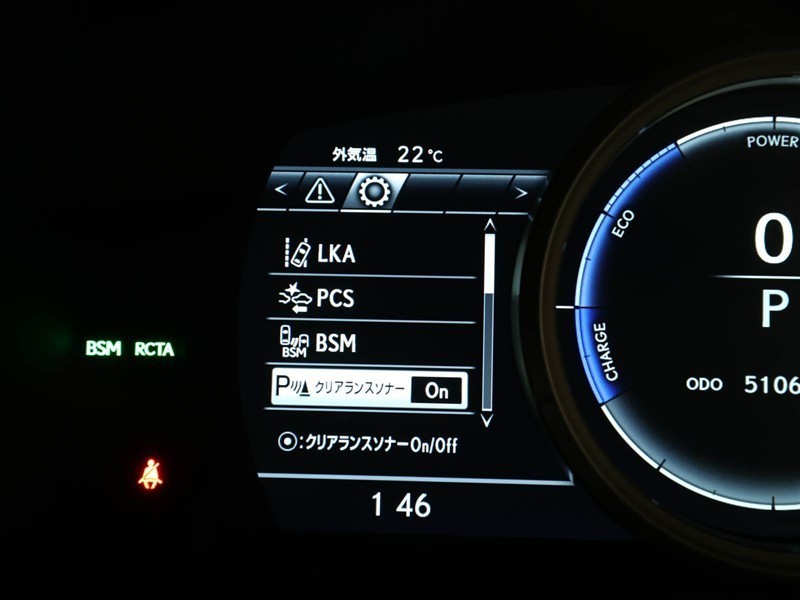 外気温 22℃
< >
LKA
PCS
BSM BSM
P クリアランスソナー On
:クリアランスソナーOn/Off
1 46
BSM RCTA
POWER
ECO
CHARGE
0
P
ODO 5106